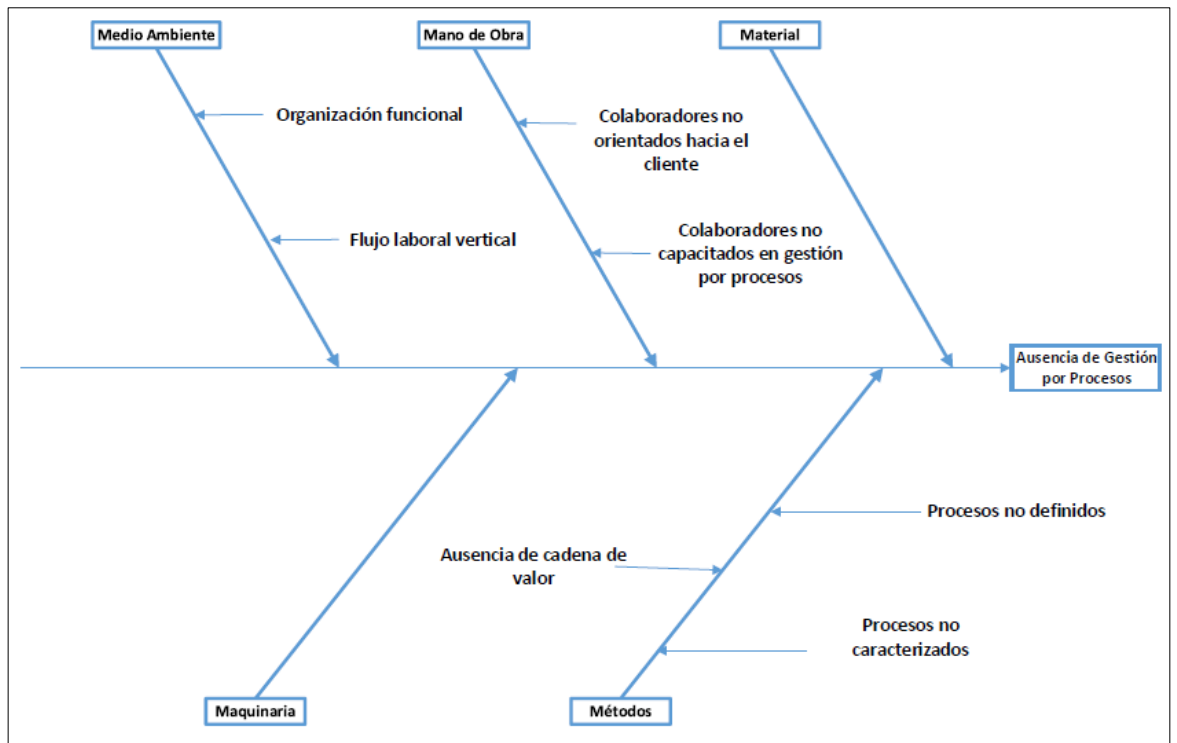 Medio Ambiente
Mano de Obra
Material
Organización funcional
Colaboradores no
orientados hacia el
cliente
Flujo laboral vertical
Colaboradores no
capacitados en gestión
por procesos
Ausencia de Gestión
por Procesos
Procesos no definidos
Ausencia de cadena de
valor
Procesos no
caracterizados
Maquinaria
Métodos